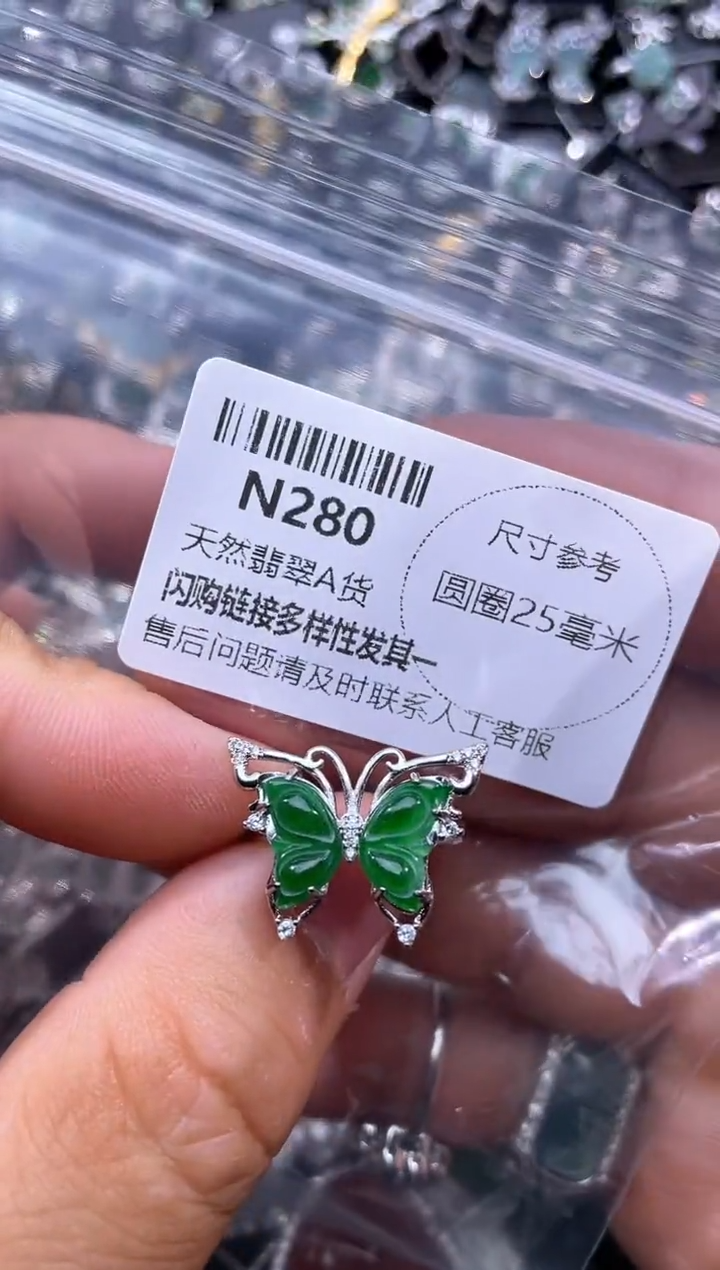 N280
天然翡翠A货
闪购链接多样性发其一
售后问题请及时联系人工客服
尺寸参考
圆圈25毫米